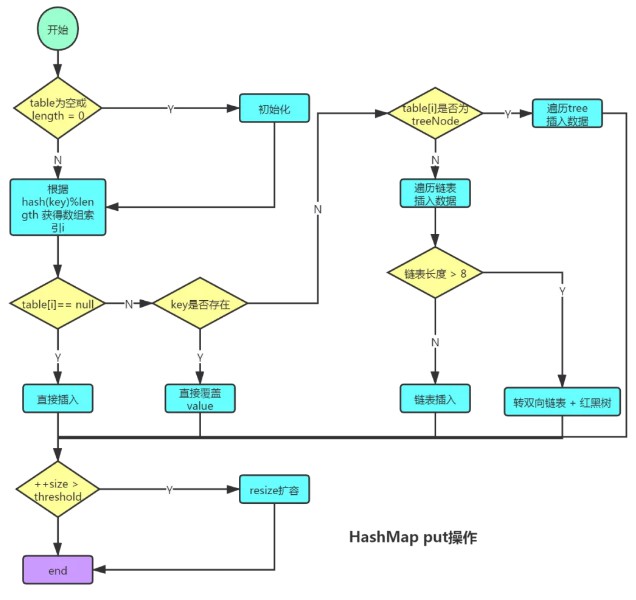 开始
table为空或
length = 0
Y
初始化
N
根据
hash(key)%len
gth 获得数组索
引i
table[i]== null
N
key是否存在
N
Y
直接插入
Y
直接覆盖
value
table[i]是否为
treeNode
Y
遍历tree
插入数据
N
遍历链表
插入数据
链表长度 > 8
Y
N
链表插入
转双向链表 + 红黑树
++size >
threshold
Y
resize扩容
end
HashMap put操作